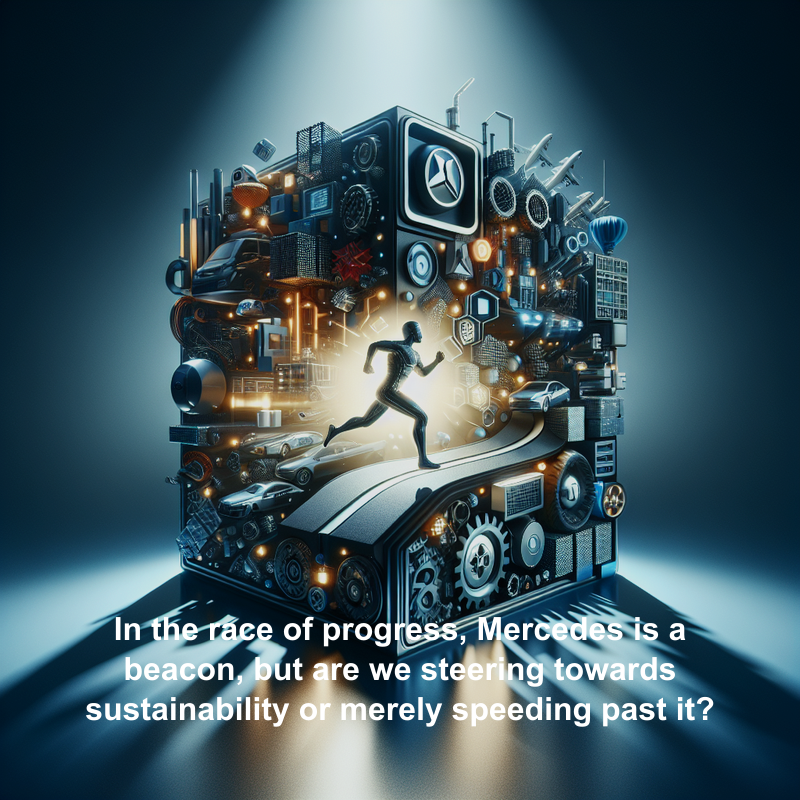 In the race of progress, Mercedes is a
beacon, but are we steering towards
sustainability or merely speeding past it?